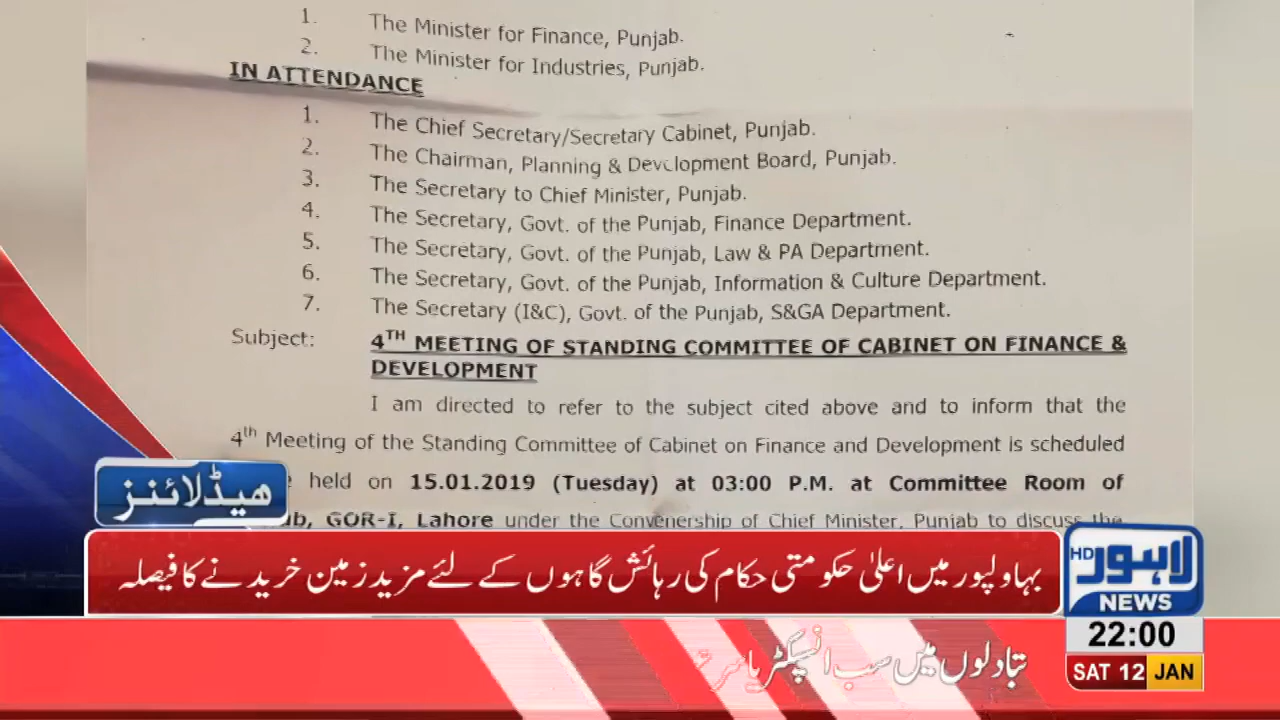 1. The Minister for Finance, Punjab.
2. The Minister for Industries, Punjab.
IN ATTENDANCE
1. The Chief Secretary/Secretary Cabinet, Punjab.
2. The Chairman, Planning & Development Board, Punjab.
3. The Secretary to Chief Minister, Punjab.
4. The Secretary, Govt. of the Punjab, Finance Department.
5. The Secretary, Govt. of the Punjab, Law & PA Department.
6. The Secretary, Govt. of the Punjab, Information & Culture Department.
7. The Secretary (I&C), Govt. of the Punjab, S&GA Department.
Subject: 4TH MEETING OF STANDING COMMITTEE OF CABINET ON FINANCE &
DEVELOPMENT
I am directed to refer to the subject cited above and to inform that the
4th Meeting of the Standing Committee of Cabinet on Finance and Development is scheduled
held on 15.01.2019 (Tuesday) at 03:00 P.M. at Committee Room of
GOR-I, Lahore under the Convenership of Chief Minister, Punjab to discuss the
ہیڈلائنز
بہاولپور میں اعلیٰ حکومتی حکام کی رہائش گاہوں کے لئے مزید زمین خریدنے کا فیصلہ
لاہور HD
NEWS
22:00
SAT 12 JAN
تبادلوں میں سب انسپکٹر